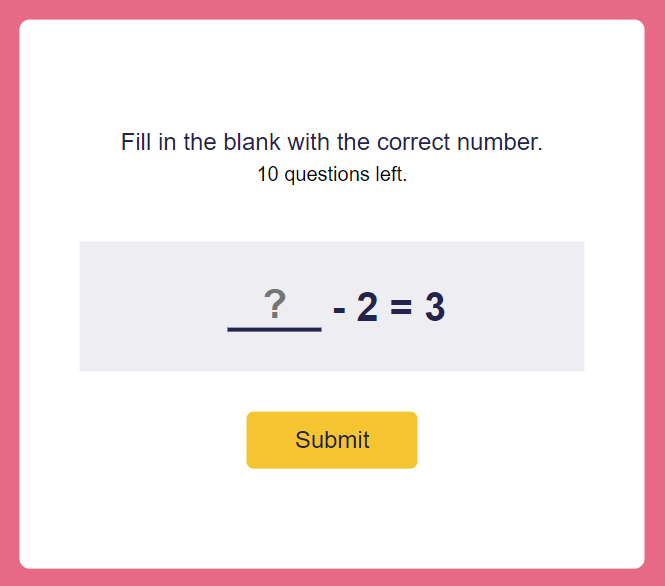 Fill in the blank with the correct number.
10 questions left.
? - 2 = 3
Submit